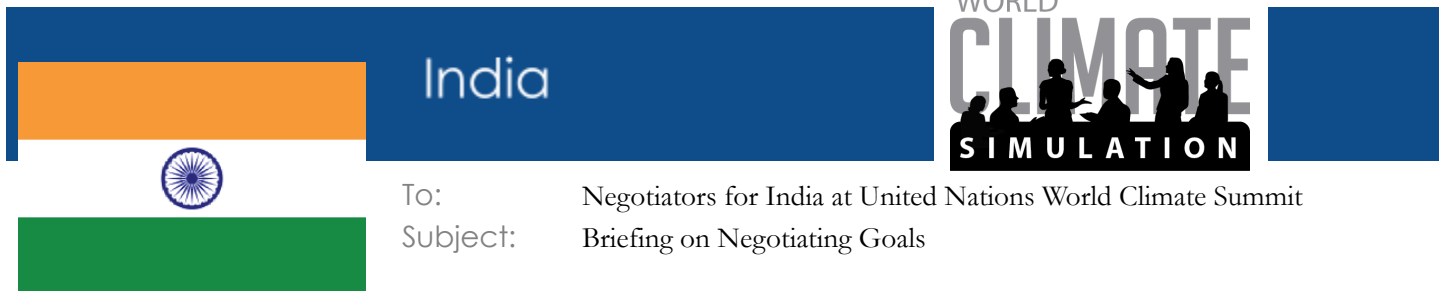 WORLD
India
CLIMATE
SIMULATION
To: Negotiators for India at United Nations World Climate Summit
Subject: Briefing on Negotiating Goals